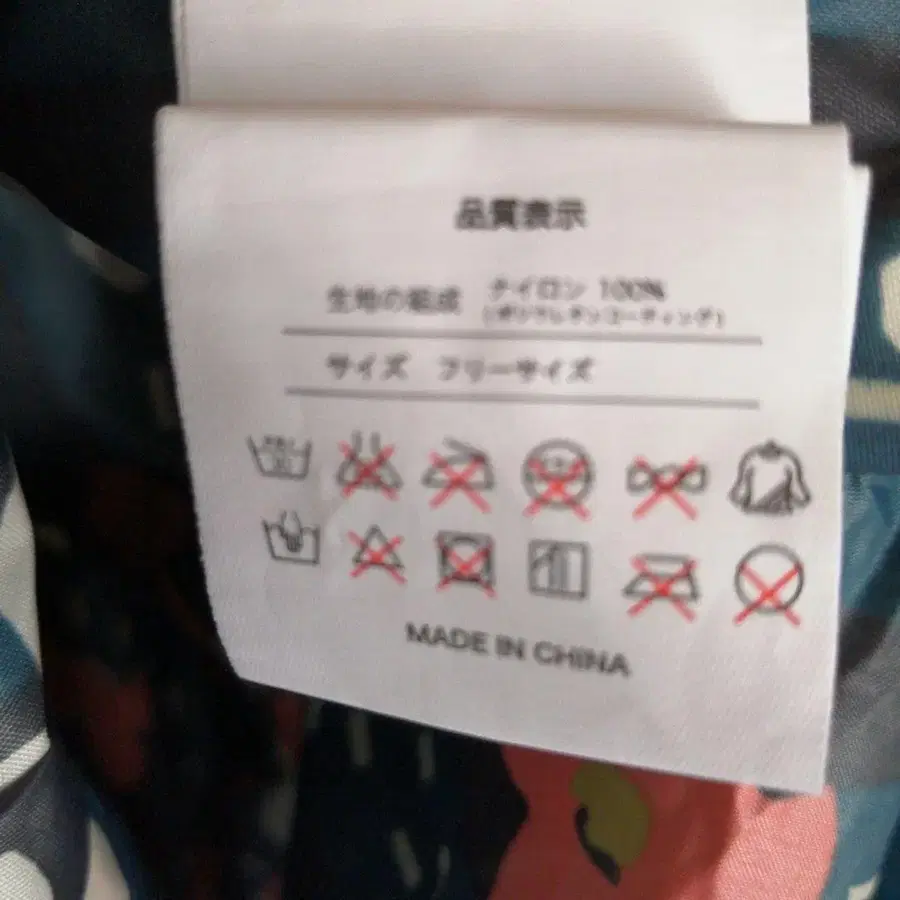 品質表示
生地の組成 ナイロン 100%
(ポリウレタンコーティング)
サイズ フリーサイズ
MADE IN CHINA